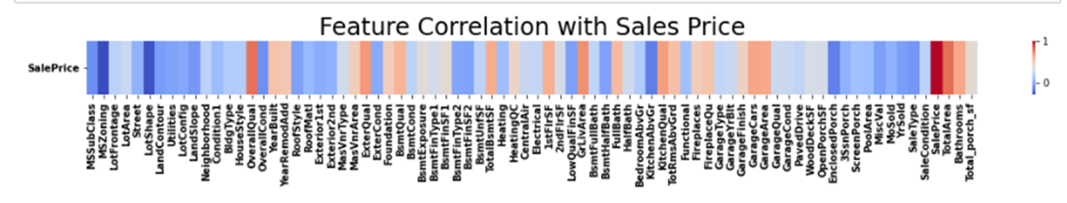 Feature Correlation with Sales Price
1
0
SalePrice
MSSubClass
MSZoning
LotFrontage
LotArea
Street
LotShape
LandContour
Utilities
LotConfig
LandSlope
Neighborhood
Condition1
BldgType
HouseStyle
OverallQual
OverallCond
YearBuilt
YearRemodAdd
RoofStyle
RoofMatl
Exterior1st
Exterior2nd
MasVnrType
MasVnrArea
ExterQual
ExterCond
Foundation
BsmtQual
BsmtCond
BsmtExposure
BsmtFinType1
BsmtFinSF1
BsmtFinType2
BsmtFinSF2
BsmtUnfSF
TotalBsmtSF
Heating
HeatingQC
CentralAir
Electrical
1stFlrSF
2ndFlrSF
LowQualFinSF
GrLivArea
BsmtFullBath
BsmtHalfBath
FullBath
HalfBath
BedroomAbvGr
KitchenAbvGr
KitchenQual
TotRmsAbvGrd
Functional
Fireplaces
FireplaceQu
GarageType
GarageYrBlt
GarageFinish
GarageCars
GarageArea
GarageQual
GarageCond
PavedDrive
WoodDeckSF
OpenPorchSF
EnclosedPorch
3SsnPorch
ScreenPorch
PoolArea
MiscVal
MoSold
YrSold
SaleType
SaleCondition
SalePrice
TotalArea
Bathrooms
Total_porch_sf